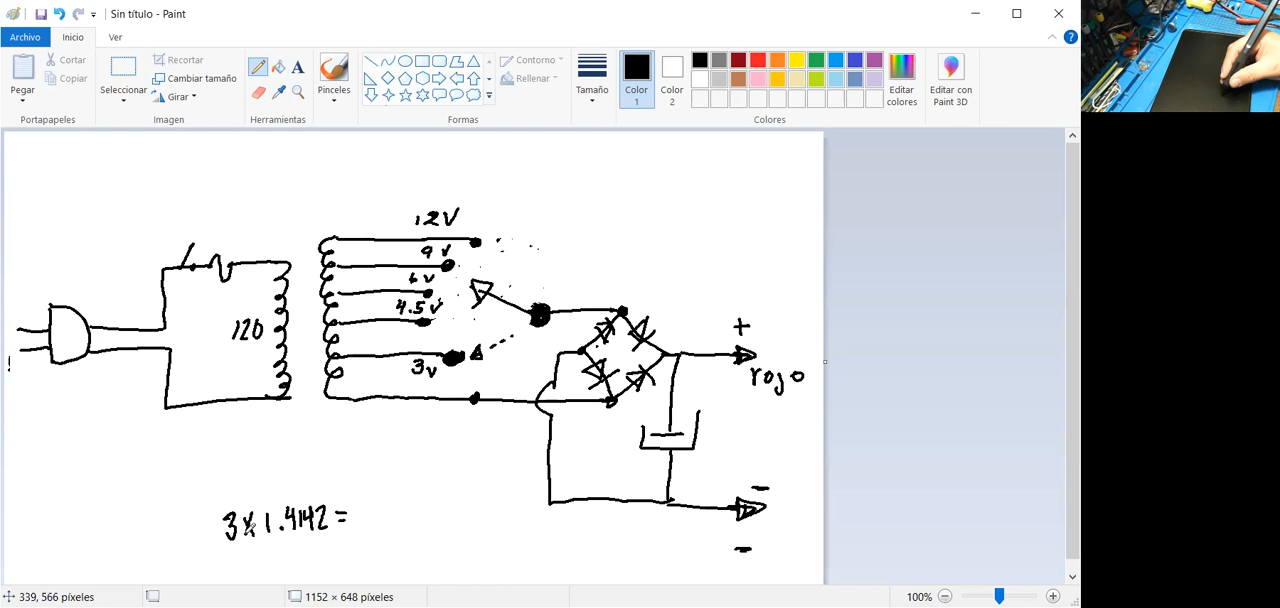 Sin título - Paint
Archivo
Inicio
Ver
Pegar
Cortar
Copiar
Portapapeles
Seleccionar
Recortar
Cambiar tamaño
Girar
Imagen
Herramientas
Pinceles
Contorno
Rellenar
Formas
Tamaño
Color 1
Color 2
Editar colores
Colores
Editar con Paint 3D
12V
9V
6V
4.5V
3V
120
+
rojo
-
-
3x1.4142=
339, 566 píxeles
1152 × 648 píxeles
100%